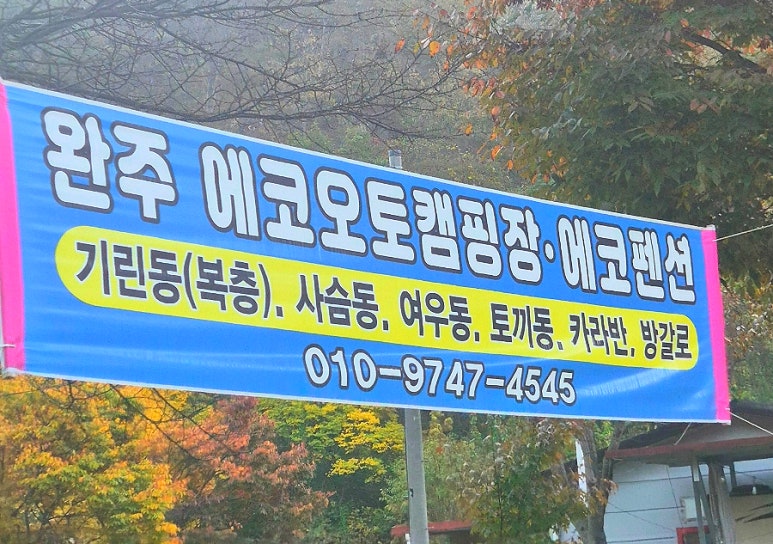 완주 에코오토캠핑장·에코펜션
기린동(복층). 사슴동. 여우동. 토끼동. 카라반. 방갈로
010-9747-4545